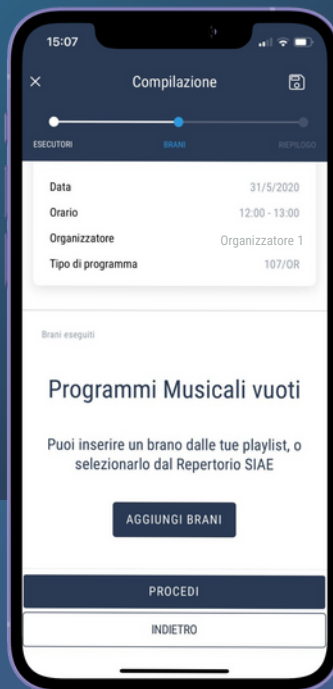 15:07
Compilazione
ESECUTORI BRANI RIEPILOGO
Data 31/5/2020
Orario 12:00 - 13:00
Organizzatore Organizzatore 1
Tipo di programma 107/OR
Brani eseguiti
Programmi Musicali vuoti
Puoi inserire un brano dalle tue playlist, o
selezionarlo dal Repertorio SIAE
AGGIUNGI BRANI
PROCEDI
INDIETRO